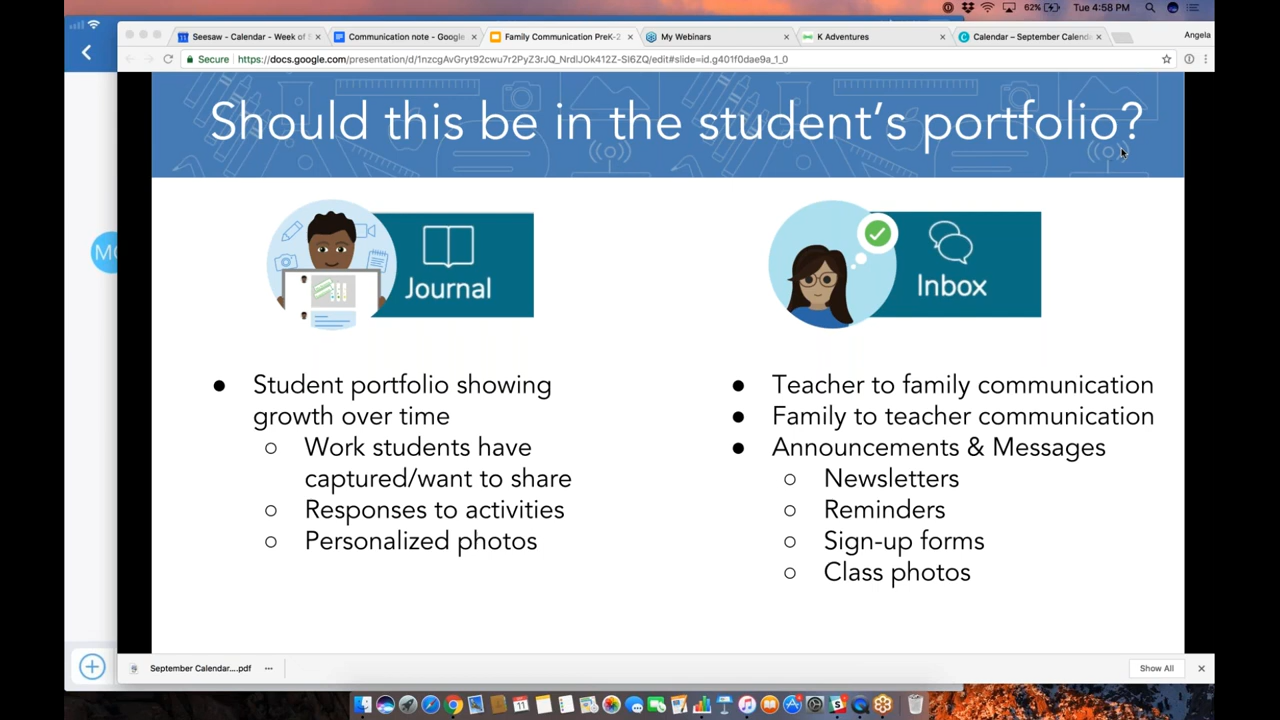 62%
Tue 4:58 PM
Seesaw - Calendar - Week of S
Communication note - Google
Family Communication PreK-2
My Webinars
K Adventures
Calendar – September Calenda
Angela
Secure
https://docs.google.com/presentation/d/1nzcgAvGryt92cwu7r2PyZ3rJQ_NrdlJOk412Z-SI6ZQ/edit#slide=id.g401f0dae9a_1_0
Should this be in the student's portfolio?
MC
Journal
Inbox
● Student portfolio showing
growth over time
○ Work students have
captured/want to share
○ Responses to activities
○ Personalized photos
● Teacher to family communication
● Family to teacher communication
● Announcements & Messages
○ Newsletters
○ Reminders
○ Sign-up forms
○ Class photos
September Calendar....pdf
Show All